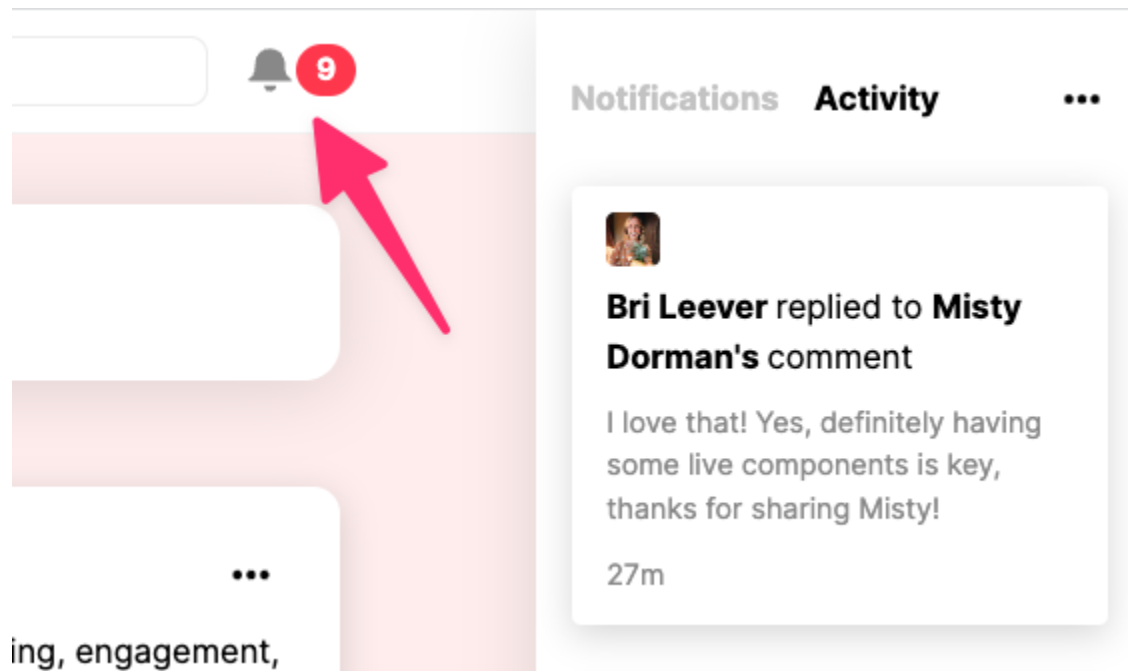 9
Notifications Activity
Bri Leever replied to Misty
Dorman's comment
I love that! Yes, definitely having
some live components is key,
thanks for sharing Misty!
27m
ing, engagement,